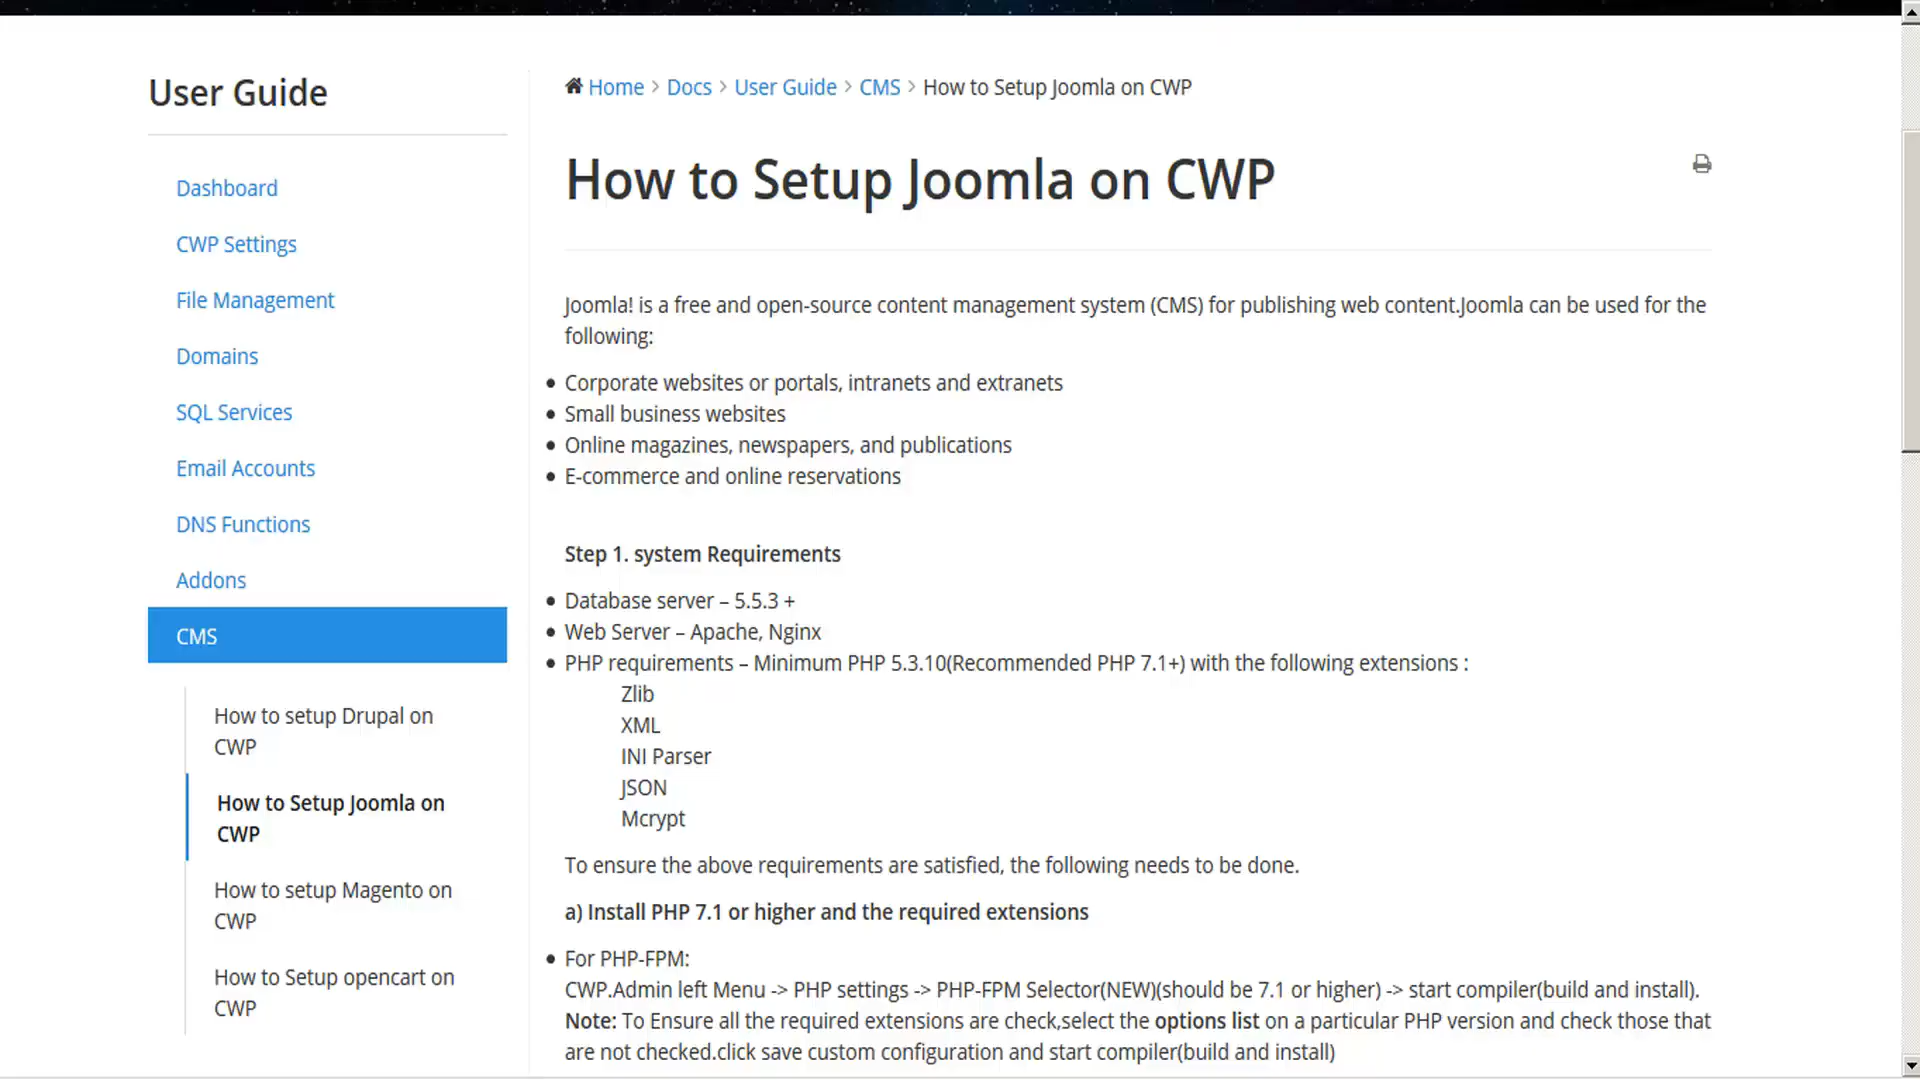 User Guide
Dashboard
CWP Settings
File Management
Domains
SQL Services
Email Accounts
DNS Functions
Addons
CMS
How to setup Drupal on
CWP
How to Setup Joomla on
CWP
How to setup Magento on
CWP
How to Setup opencart on
CWP
Home > Docs > User Guide > CMS > How to Setup Joomla on CWP
How to Setup Joomla on CWP
Joomla! is a free and open-source content management system (CMS) for publishing web content.Joomla can be used for the
following:
• Corporate websites or portals, intranets and extranets
• Small business websites
• Online magazines, newspapers, and publications
• E-commerce and online reservations
Step 1. system Requirements
• Database server – 5.5.3 +
• Web Server – Apache, Nginx
• PHP requirements – Minimum PHP 5.3.10(Recommended PHP 7.1+) with the following extensions :
Zlib
XML
INI Parser
JSON
Mcrypt
To ensure the above requirements are satisfied, the following needs to be done.
a) Install PHP 7.1 or higher and the required extensions
• For PHP-FPM:
CWP.Admin left Menu -> PHP settings -> PHP-FPM Selector(NEW)(should be 7.1 or higher) -> start compiler(build and install).
Note: To Ensure all the required extensions are check,select the options list on a particular PHP version and check those that
are not checked.click save custom configuration and start compiler(build and install)